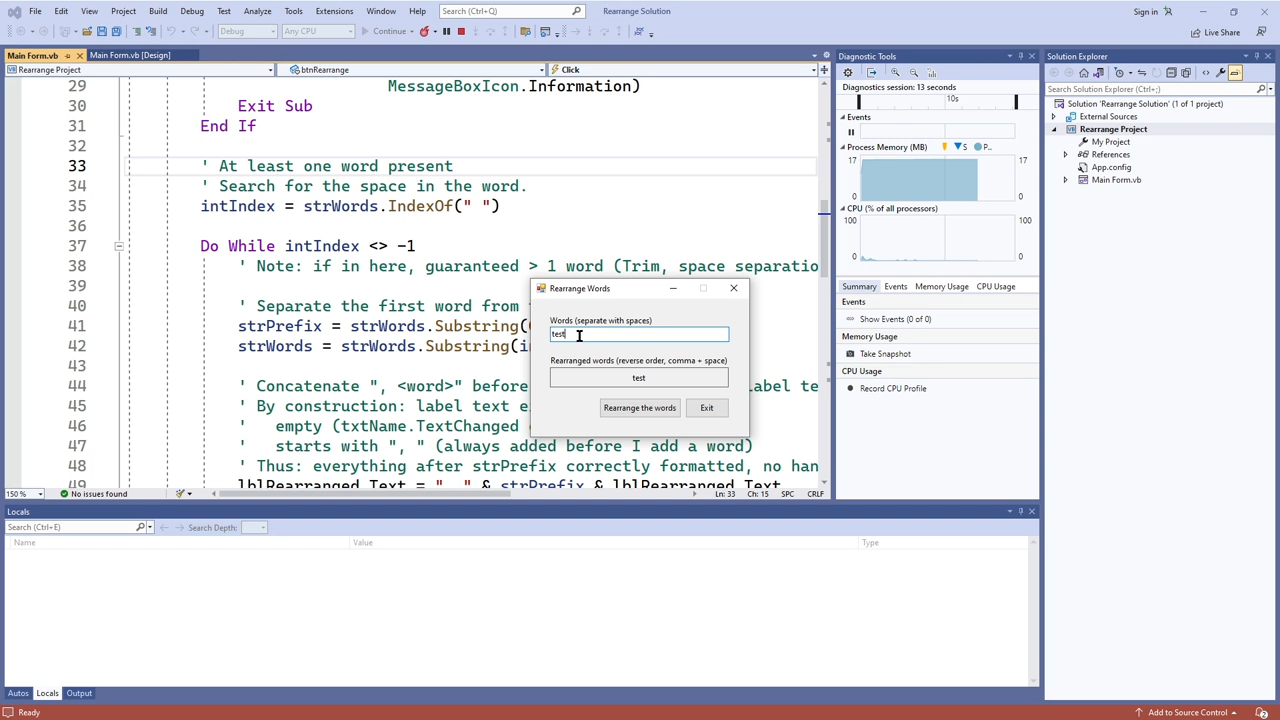 File Edit View Project Build Debug Test Analyze Tools Extensions Window Help Search (Ctrl+Q) Rearrange Solution Sign in
Debug Any CPU Continue Live Share
Main Form.vb Main Form.vb [Design]
Rearrange Project btnRearrange Click
29 MessageBoxIcon.Information)
30 Exit Sub
31 End If
32
33 ' At least one word present
34 ' Search for the space in the word.
35 intIndex = strWords.IndexOf(" ")
36
37 Do While intIndex <> -1
38 ' Note: if in here, guaranteed > 1 word (Trim, space separatio
39
40 ' Separate the first word from
41 strPrefix = strWords.Substring(
42 strWords = strWords.Substring(i
43
44 ' Concatenate ", <word>" befor label te
45 ' By construction: label text e
46 ' empty (txtName.TextChanged
47 ' starts with ", " (always added before I add a word)
48 ' Thus: everything after strPrefix correctly formatted, no han
49 lblRearranged.Text = ", " & strPrefix & lblRearranged.Text
150 % No issues found Ln: 33 Ch: 15 SPC CRLF
Rearrange Words
Words (separate with spaces)
test
Rearranged words (reverse order, comma + space)
test
Rearrange the words Exit
Diagnostic Tools
Diagnostics session: 13 seconds
10s
Events
Process Memory (MB) S P...
17 17
0 0
CPU (% of all processors)
100 100
0 0
Summary Events Memory Usage CPU Usage
Events
Show Events (0 of 0)
Memory Usage
Take Snapshot
CPU Usage
Record CPU Profile
Solution Explorer
Search Solution Explorer (Ctrl+;)
Solution 'Rearrange Solution' (1 of 1 project)
External Sources
Rearrange Project
My Project
References
App.config
Main Form.vb
Locals
Search (Ctrl+E) Search Depth:
Name Value Type
Autos Locals Output
Ready Add to Source Control 2